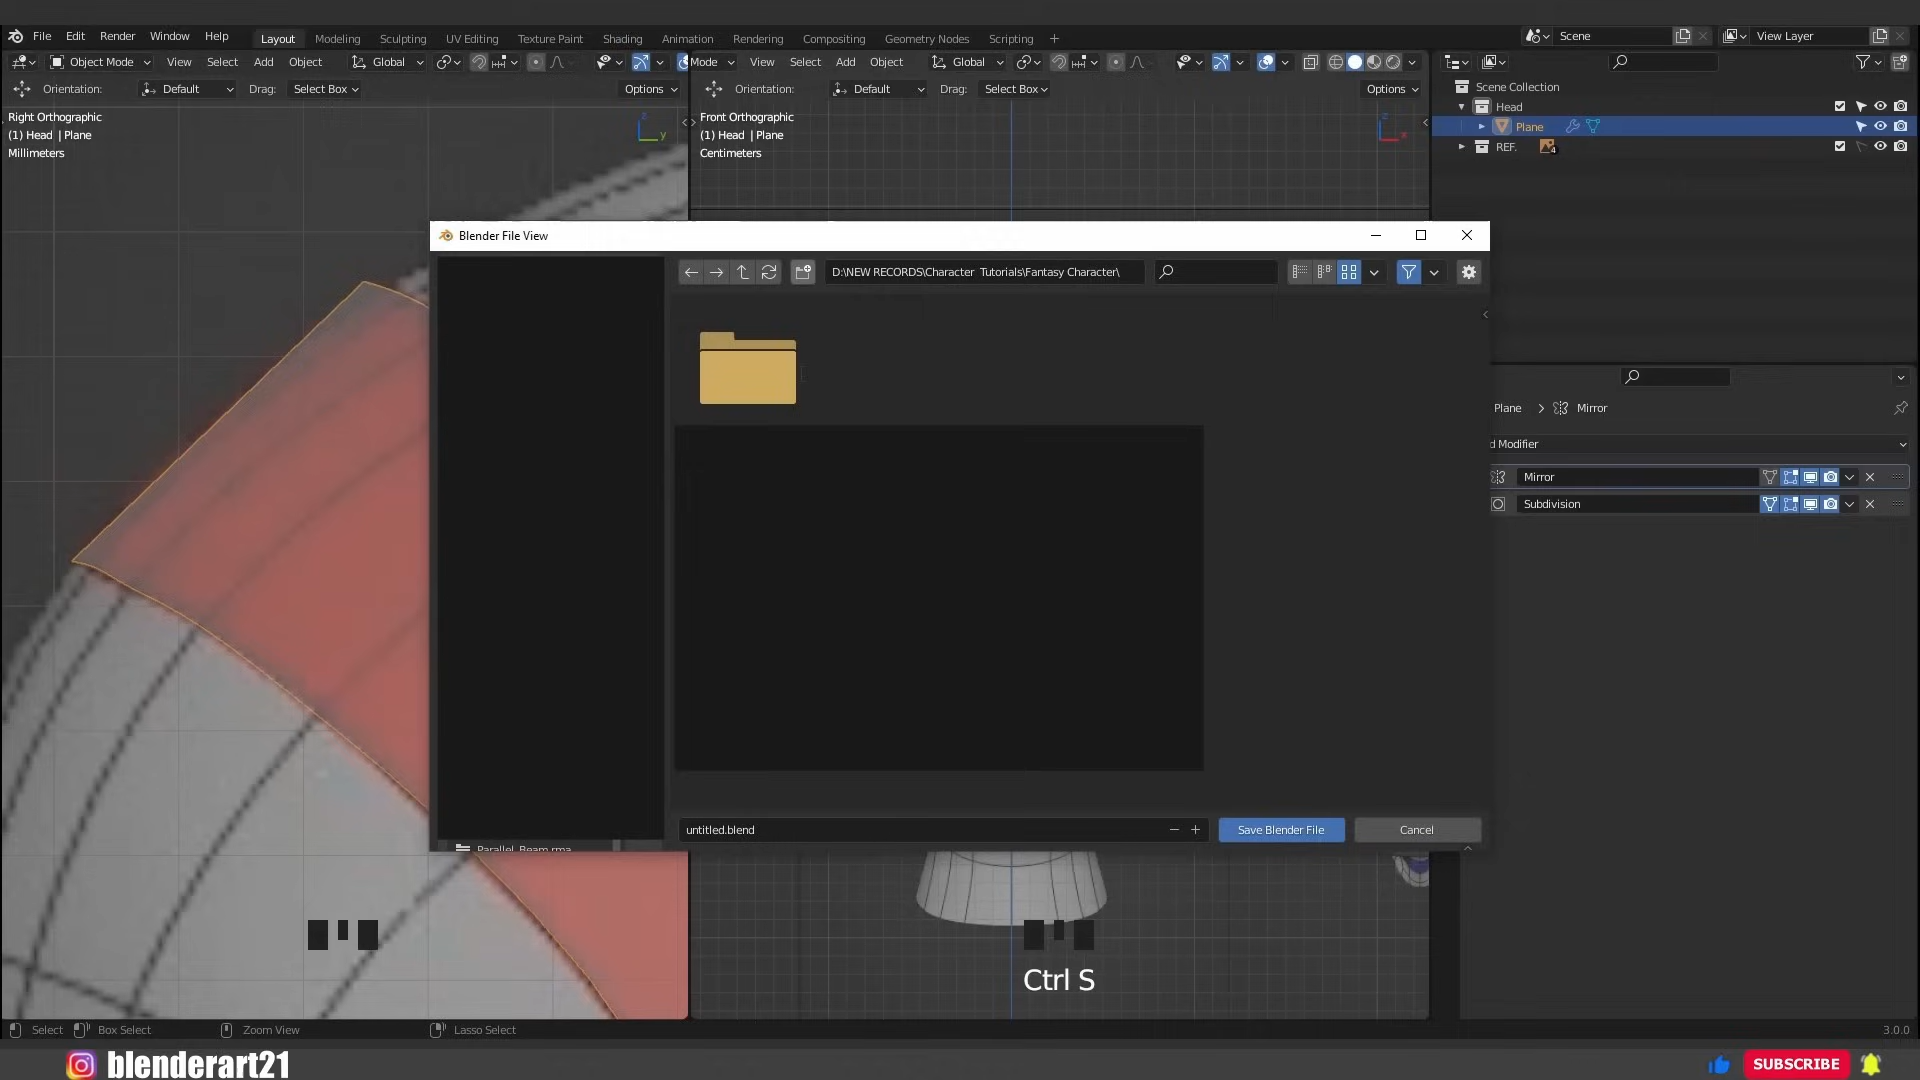 File Edit Render Window Help Layout Modeling Sculpting UV Editing Texture Paint Shading Animation Rendering Compositing Geometry Nodes Scripting + Scene View Layer
Object Mode View Select Add Object Global Mode View Select Add Object Global
Orientation: Default Drag: Select Box Options Orientation: Default Drag: Select Box Options
Right Orthographic
(1) Head | Plane
Millimeters
z
y
Front Orthographic
(1) Head | Plane
Centimeters
z
x
Scene Collection
Head
Plane
REF.
4
Blender File View
D:\NEW RECORDS\Character Tutorials\Fantasy Character\
untitled.blend
Save Blender File
Cancel
Plane > Mirror
d Modifier
Mirror
Subdivision
Ctrl S
Select Box Select Zoom View Lasso Select 3.0.0
blenderart21
SUBSCRIBE